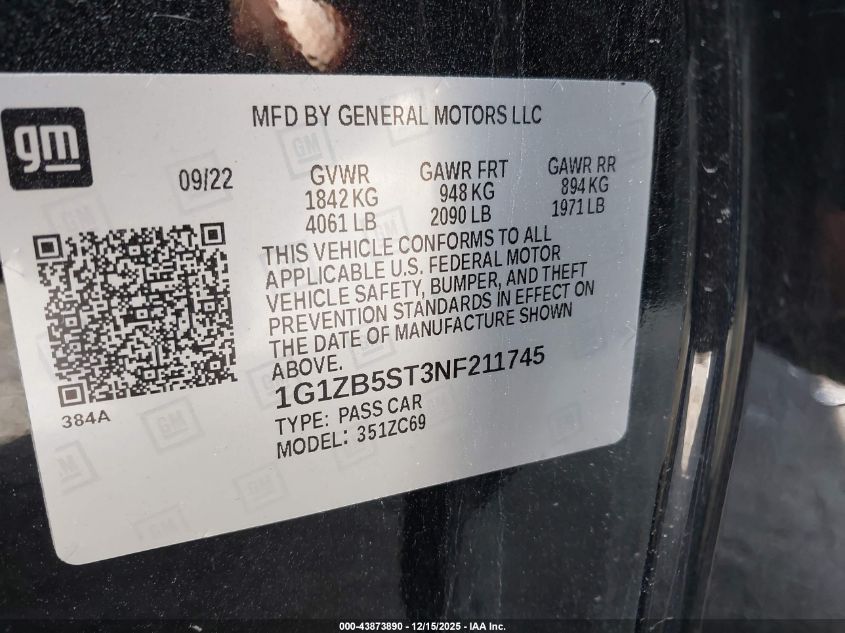 MFD BY GENERAL MOTORS LLC
gm
09/22 GVWR GAWR FRT GAWR RR
1842 KG 948 KG 894 KG
4061 LB 2090 LB 1971 LB
THIS VEHICLE CONFORMS TO ALL
APPLICABLE U.S. FEDERAL MOTOR
VEHICLE SAFETY, BUMPER, AND THEFT
PREVENTION STANDARDS IN EFFECT ON
THE DATE OF MANUFACTURE SHOWN
ABOVE.
1G1ZB5ST3NF211745
384A
TYPE: PASS CAR
MODEL: 351ZC69
000-43873890 - 12/15/2025 - IAA Inc.